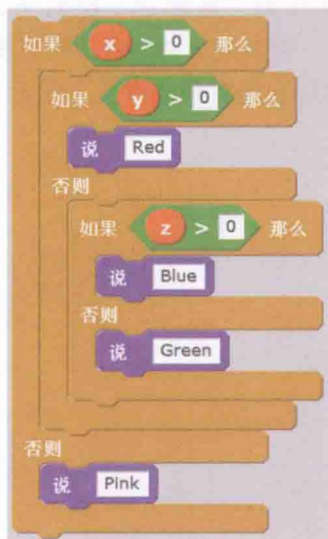 如果 x > 0 那么
如果 y > 0 那么
说 Red
否则
如果 z > 0 那么
说 Blue
否则
说 Green
否则
说 Pink